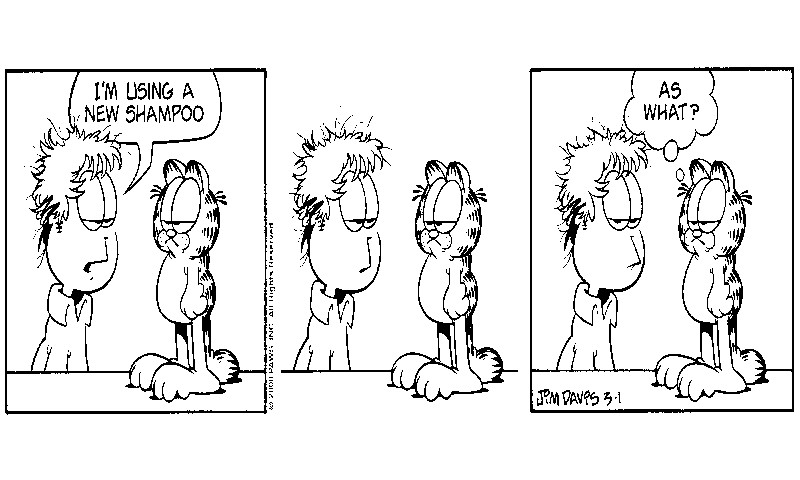 I'M USING A
NEW SHAMPOO
AS
WHAT?
JIM DAVIS 3-1